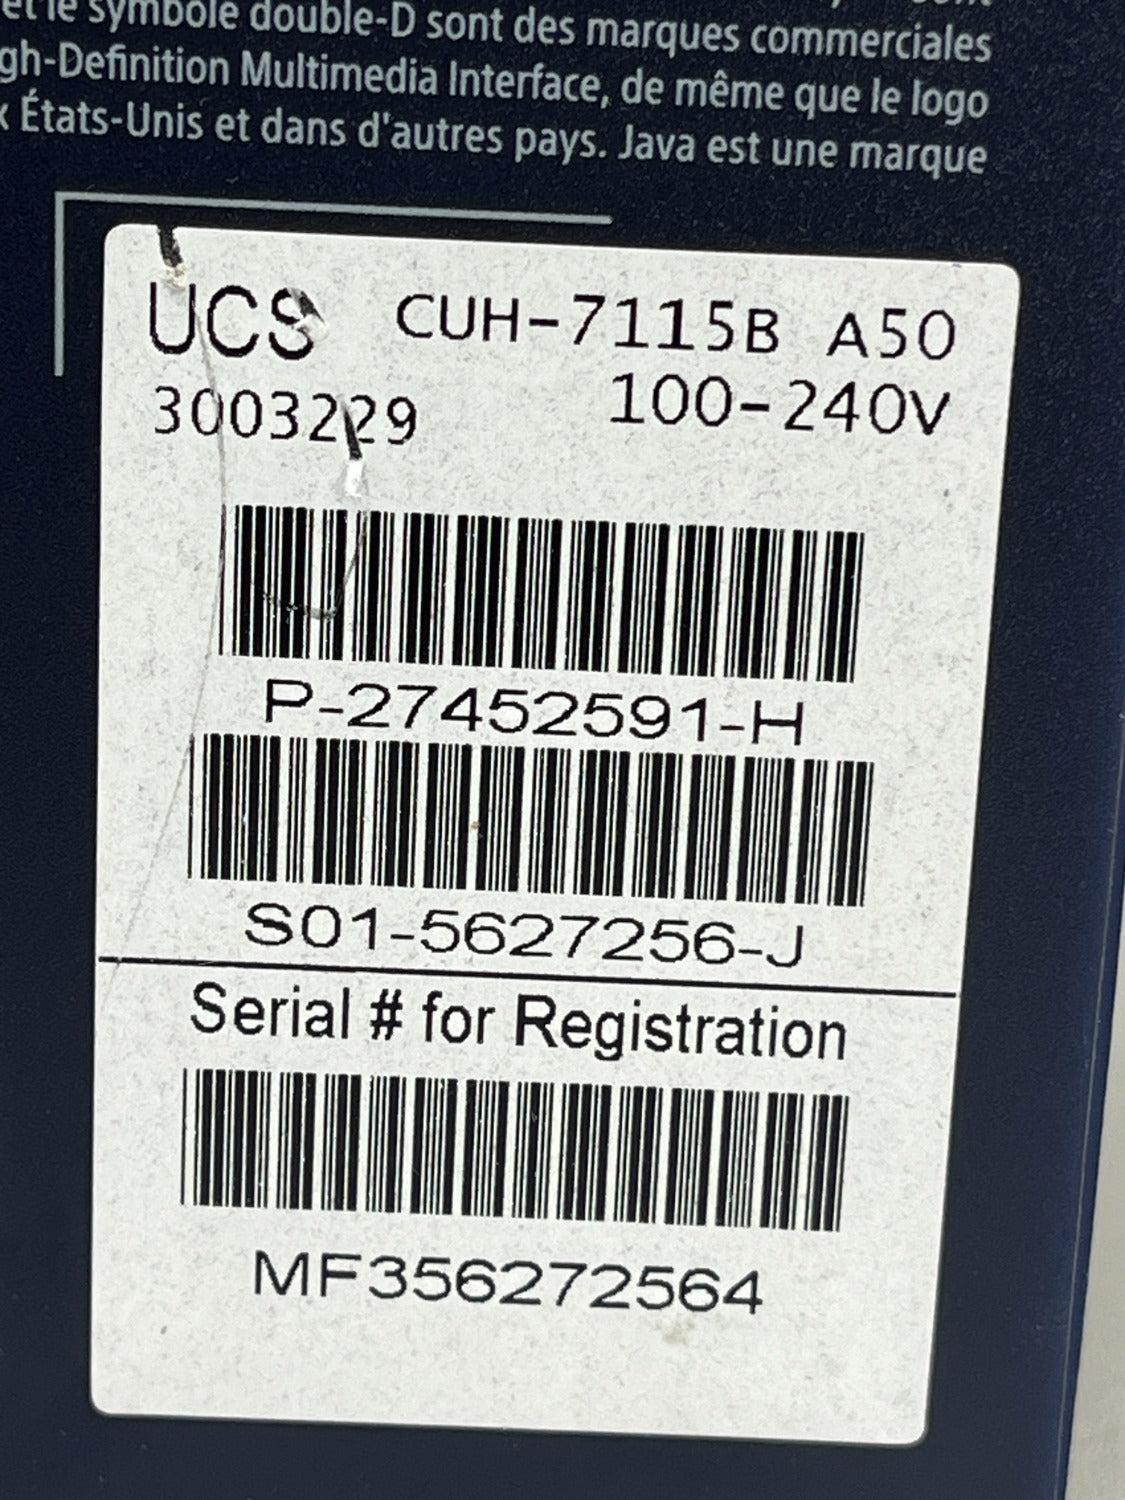 et le symbole double-D sont des marques commerciales
gh-Definition Multimedia Interface, de même que le logo
États-Unis et dans d'autres pays. Java est une marque
UCS CUH-7115B A50
3003229 100-240V
P-27452591-H
S01-5627256-J
Serial # for Registration
MF356272564